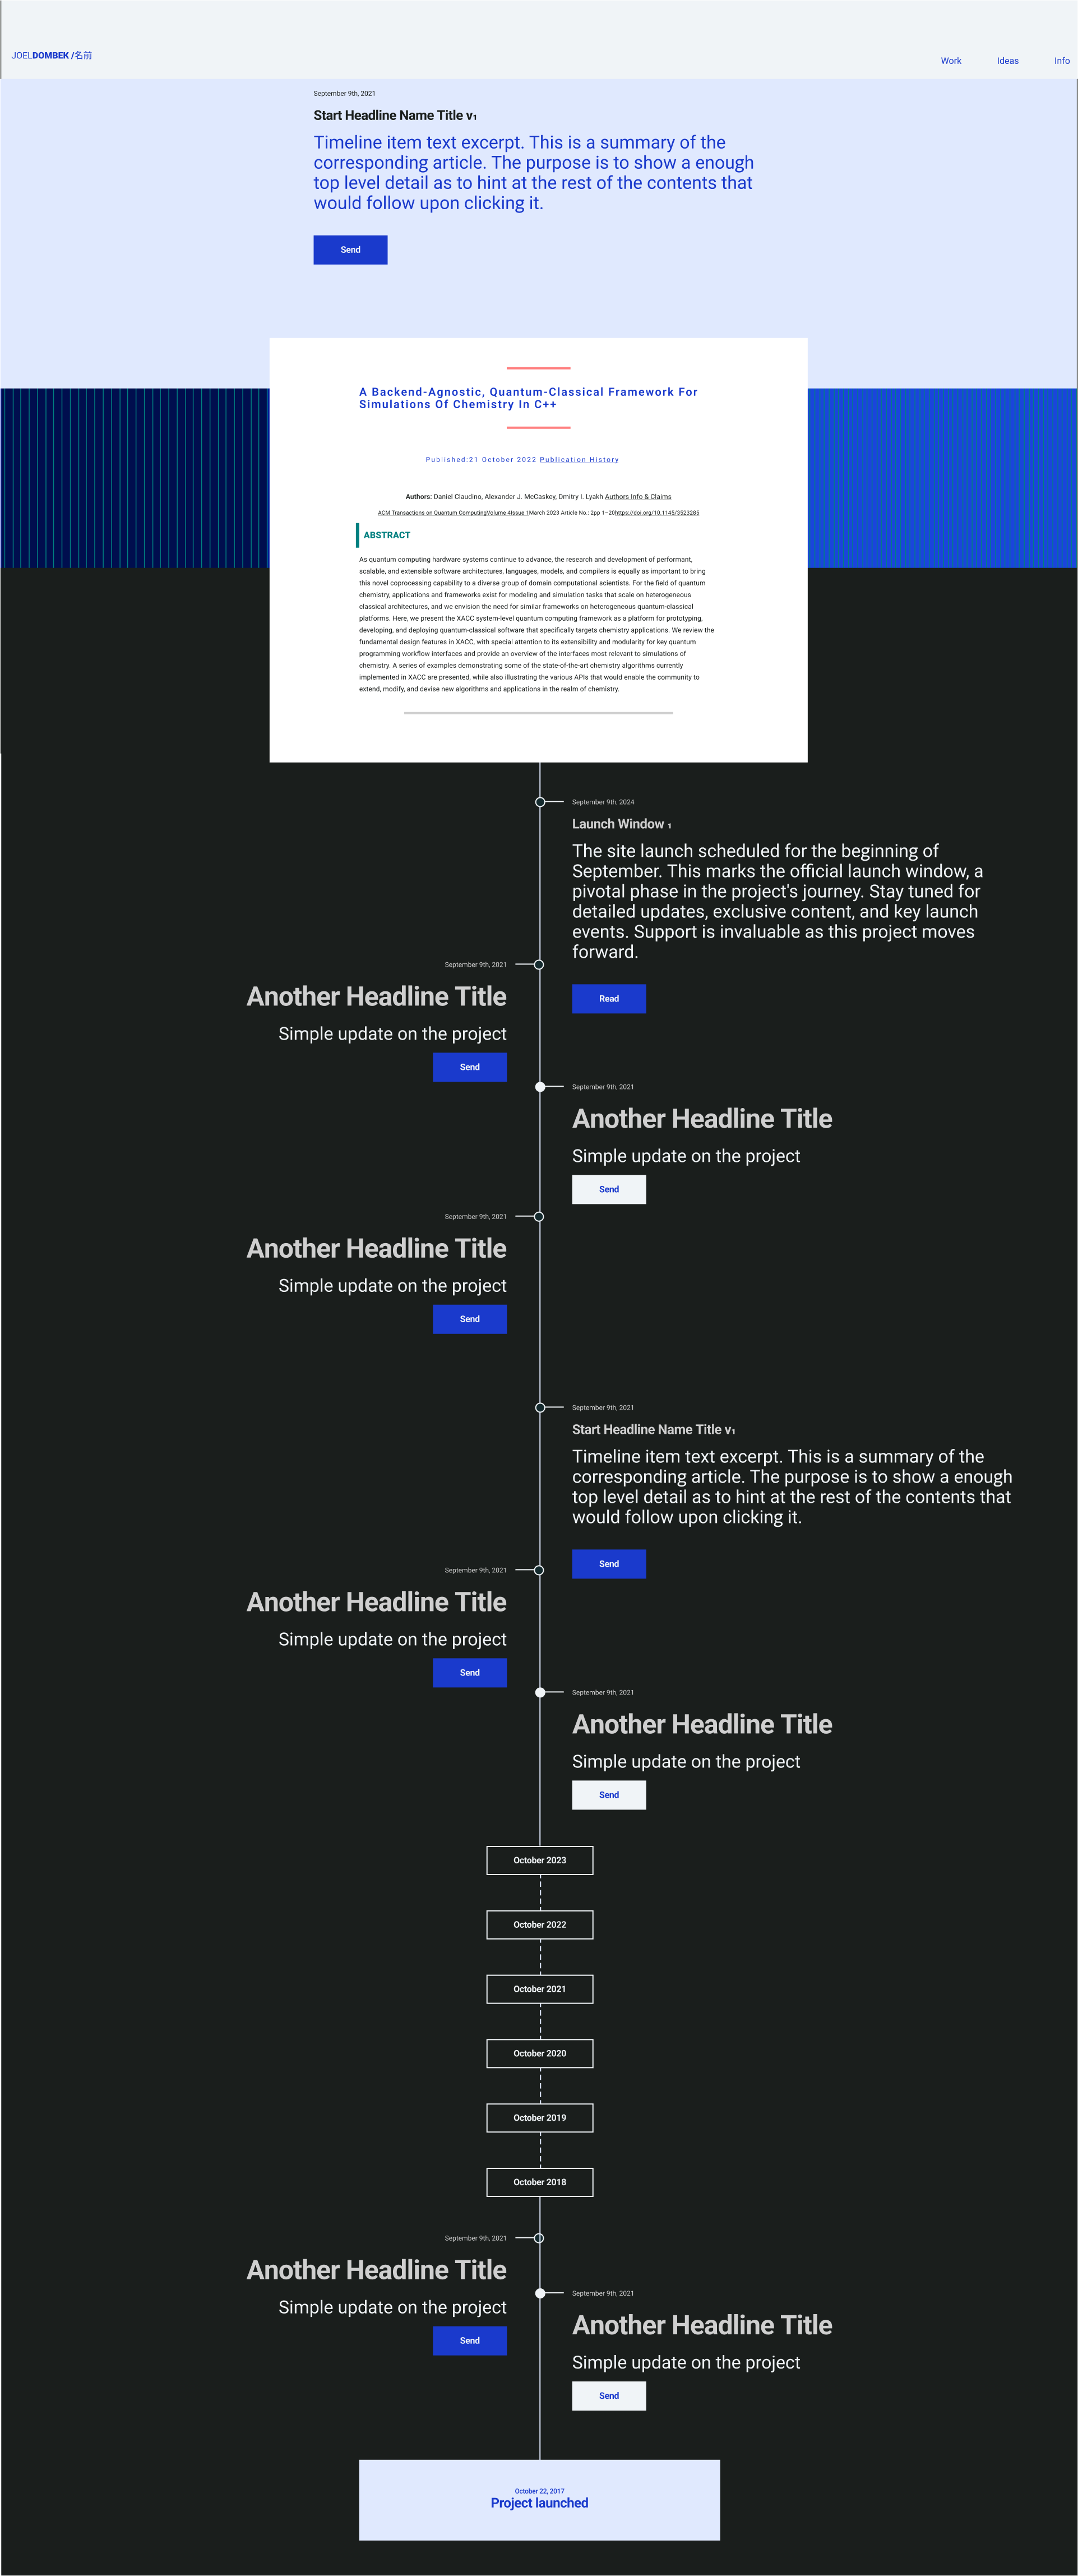 JOELDOMBEK /名前
Work
Ideas
Info
September 9th, 2021
Start Headline Name Title v1
Timeline item text excerpt. This is a summary of the
corresponding article. The purpose is to show a enough
top level detail as to hint at the rest of the contents that
would follow upon clicking it.
Send
A Backend-Agnostic, Quantum-Classical Framework For
Simulations Of Chemistry In C++
Published:21 October 2022 Publication History
Authors: Daniel Claudino, Alexander J. McCaskey, Dmitry I. Lyakh Authors Info & Claims
ACM Transactions on Quantum ComputingVolume 4Issue 1March 2023 Article No.: 2pp 1–20https://doi.org/10.1145/3523285
ABSTRACT
As quantum computing hardware systems continue to advance, the research and development of performant,
scalable, and extensible software architectures, languages, models, and compilers is equally as important to bring
this novel coprocessing capability to a diverse group of domain computational scientists. For the field of quantum
chemistry, applications and frameworks exist for modeling and simulation tasks that scale on heterogeneous
classical architectures, and we envision the need for similar frameworks on heterogeneous quantum-classical
platforms. Here, we present the XACC system-level quantum computing framework as a platform for prototyping,
developing, and deploying quantum-classical software that specifically targets chemistry applications. We review the
fundamental design features in XACC, with special attention to its extensibility and modularity for key quantum
programming workflow interfaces and provide an overview of the interfaces most relevant to simulations of
chemistry. A series of examples demonstrating some of the state-of-the-art chemistry algorithms currently
implemented in XACC are presented, while also illustrating the various APIs that would enable the community to
extend, modify, and devise new algorithms and applications in the realm of chemistry.
September 9th, 2024
Launch Window 1
The site launch scheduled for the beginning of
September. This marks the official launch window, a
pivotal phase in the project's journey. Stay tuned for
detailed updates, exclusive content, and key launch
events. Support is invaluable as this project moves
forward.
Read
September 9th, 2021
Another Headline Title
Simple update on the project
Send
September 9th, 2021
Another Headline Title
Simple update on the project
Send
September 9th, 2021
Another Headline Title
Simple update on the project
Send
September 9th, 2021
Start Headline Name Title v1
Timeline item text excerpt. This is a summary of the
corresponding article. The purpose is to show a enough
top level detail as to hint at the rest of the contents that
would follow upon clicking it.
Send
September 9th, 2021
Another Headline Title
Simple update on the project
Send
September 9th, 2021
Another Headline Title
Simple update on the project
Send
October 2023
October 2022
October 2021
October 2020
October 2019
October 2018
September 9th, 2021
Another Headline Title
Simple update on the project
Send
September 9th, 2021
Another Headline Title
Simple update on the project
Send
October 22, 2017
Project launched